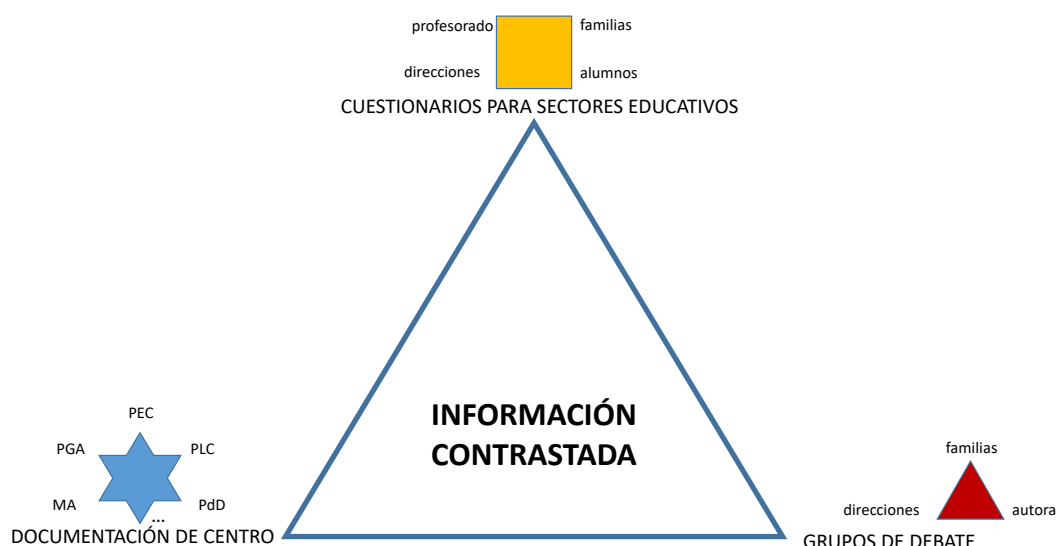 profesorado
familias
direcciones
alumnos
CUESTIONARIOS PARA SECTORES EDUCATIVOS
INFORMACIÓN
CONTRASTADA
PEC
PGA
PLC
MA
PdD
...
DOCUMENTACIÓN DE CENTRO
familias
direcciones
autora
GRUPOS DE DEBATE